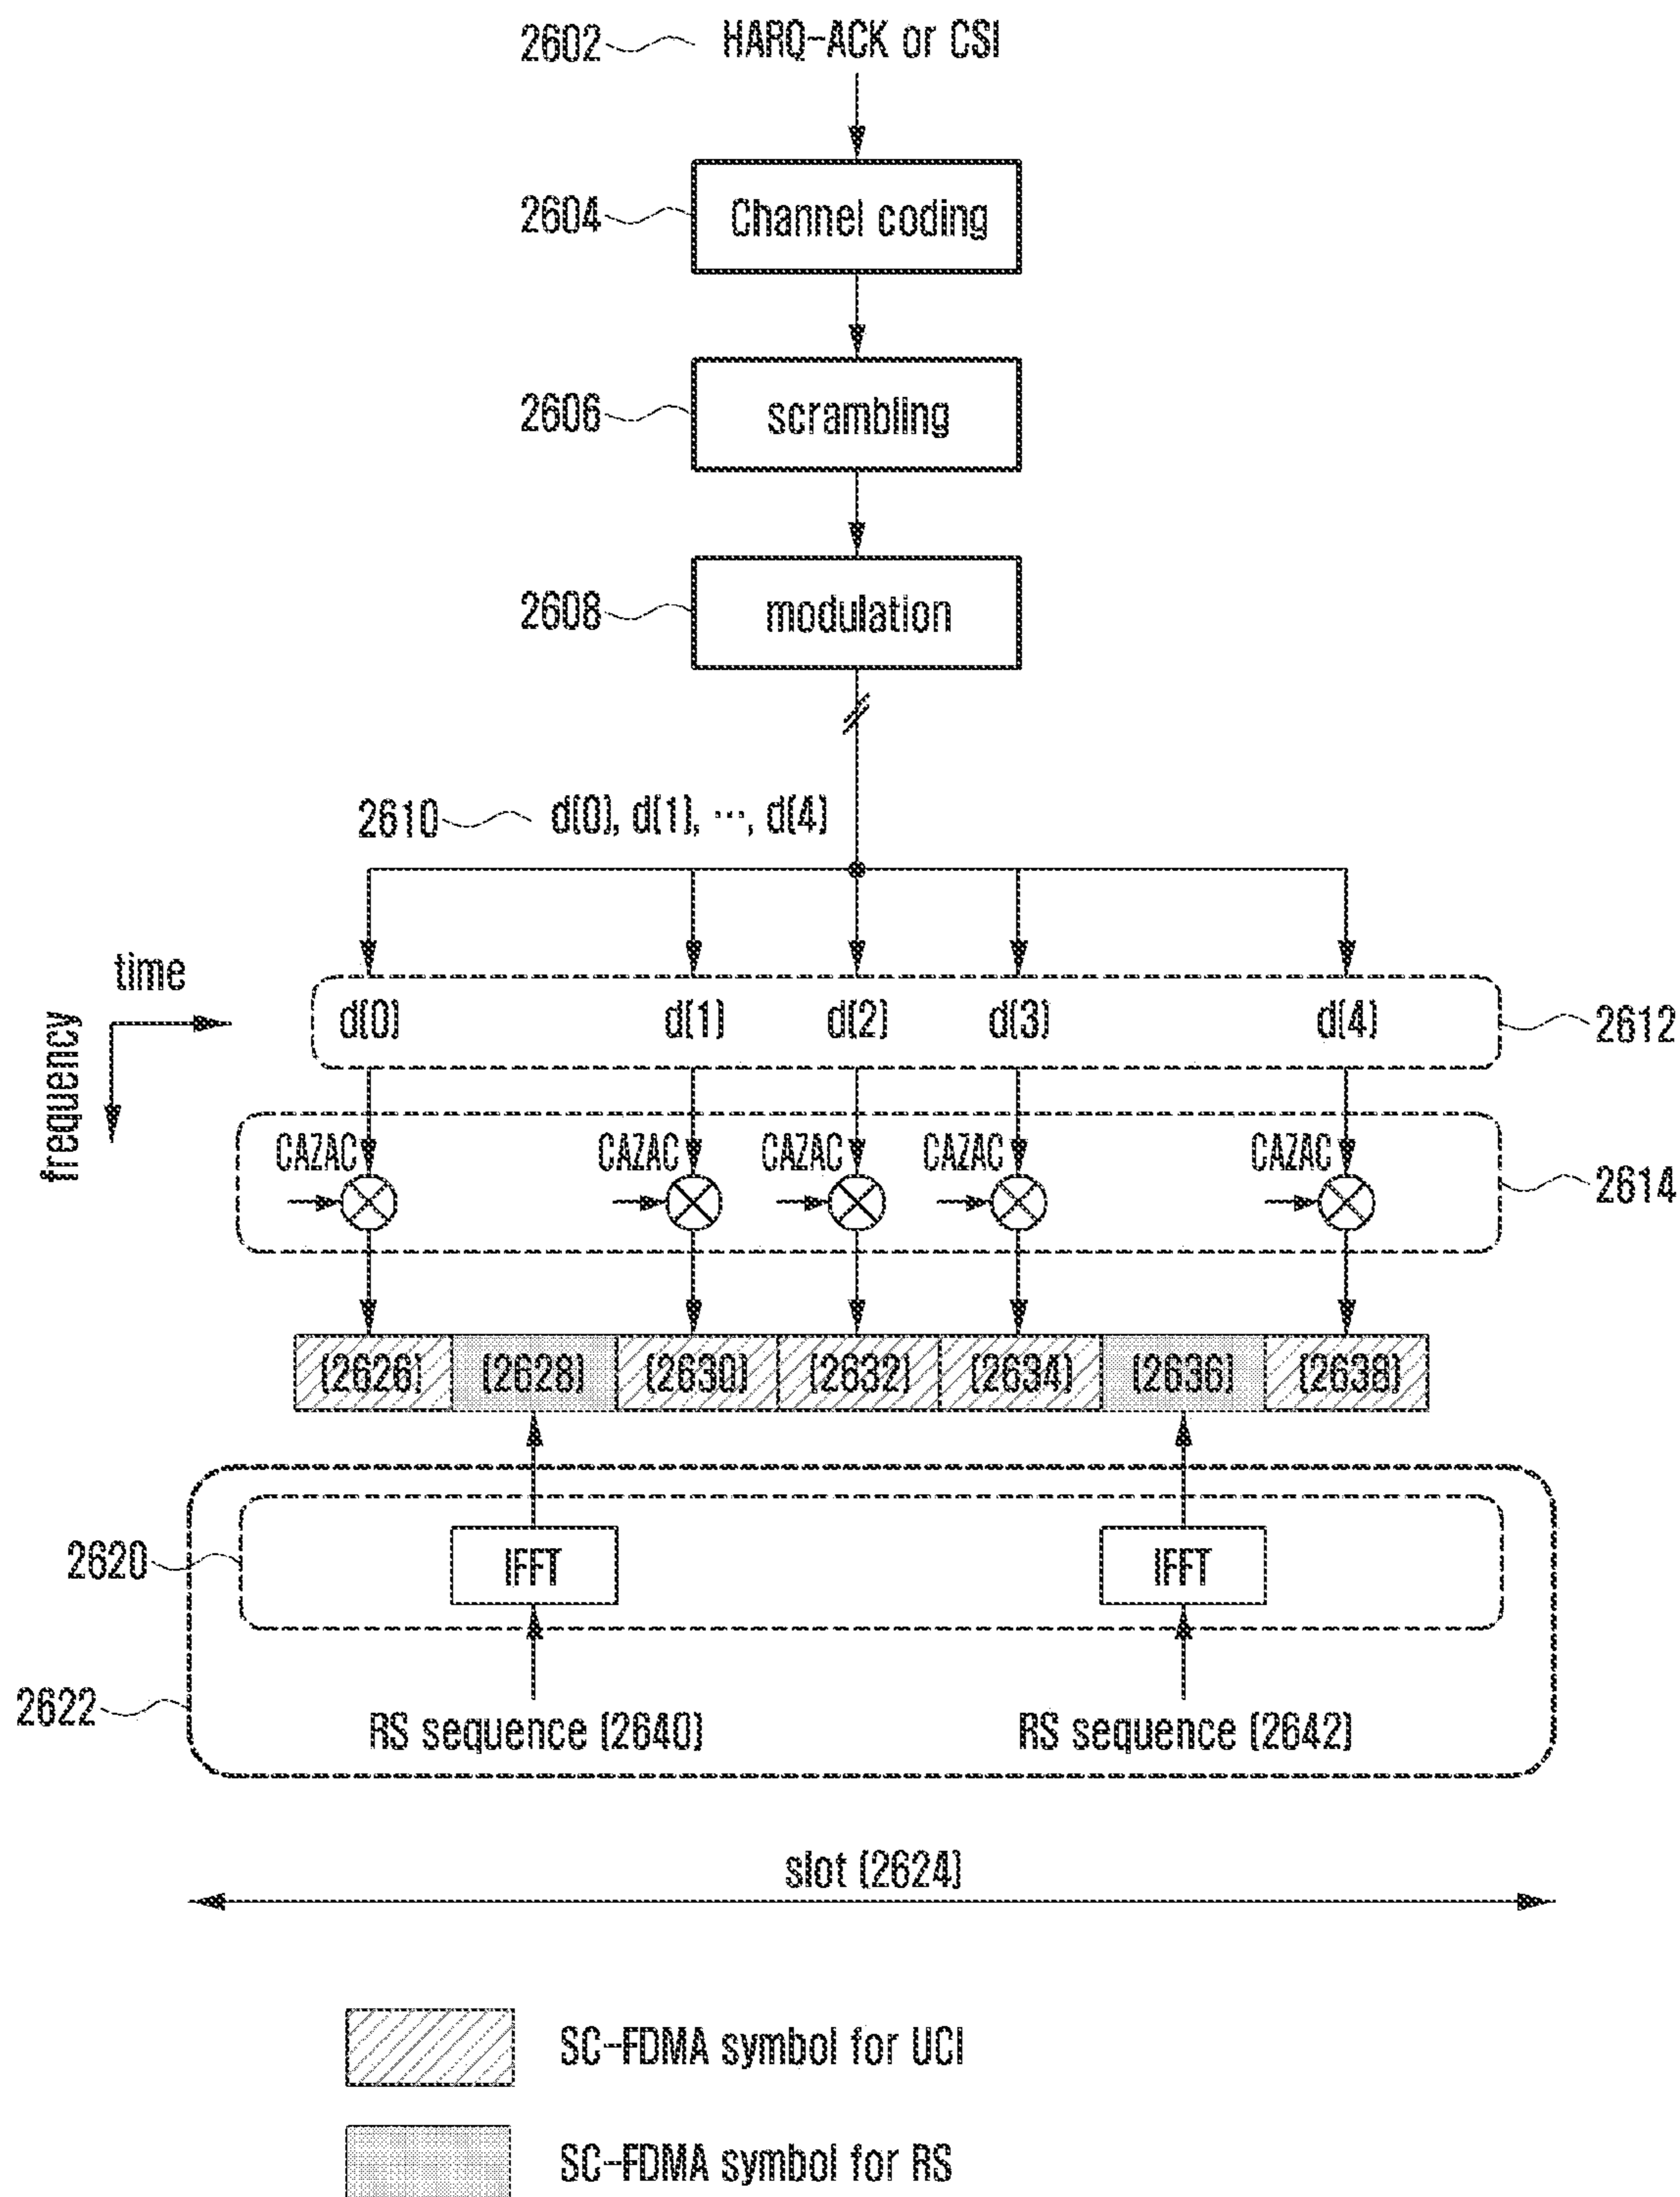 2602 HARQ-ACK or CSI
2604 Channel coding
2606 scrambling
2608 modulation
2610 d(0), d(1), ···, d(4)
time
frequency
d(0) d(1) d(2) d(3) d(4) 2612
CAZAC CAZAC CAZAC CAZAC CAZAC
2614
(2626) (2628) (2630) (2632) (2634) (2636) (2638)
2620 IFFT IFFT
2622
RS sequence (2640) RS sequence (2642)
slot (2624)
SC-FDMA symbol for UCI
SC-FDMA symbol for RS